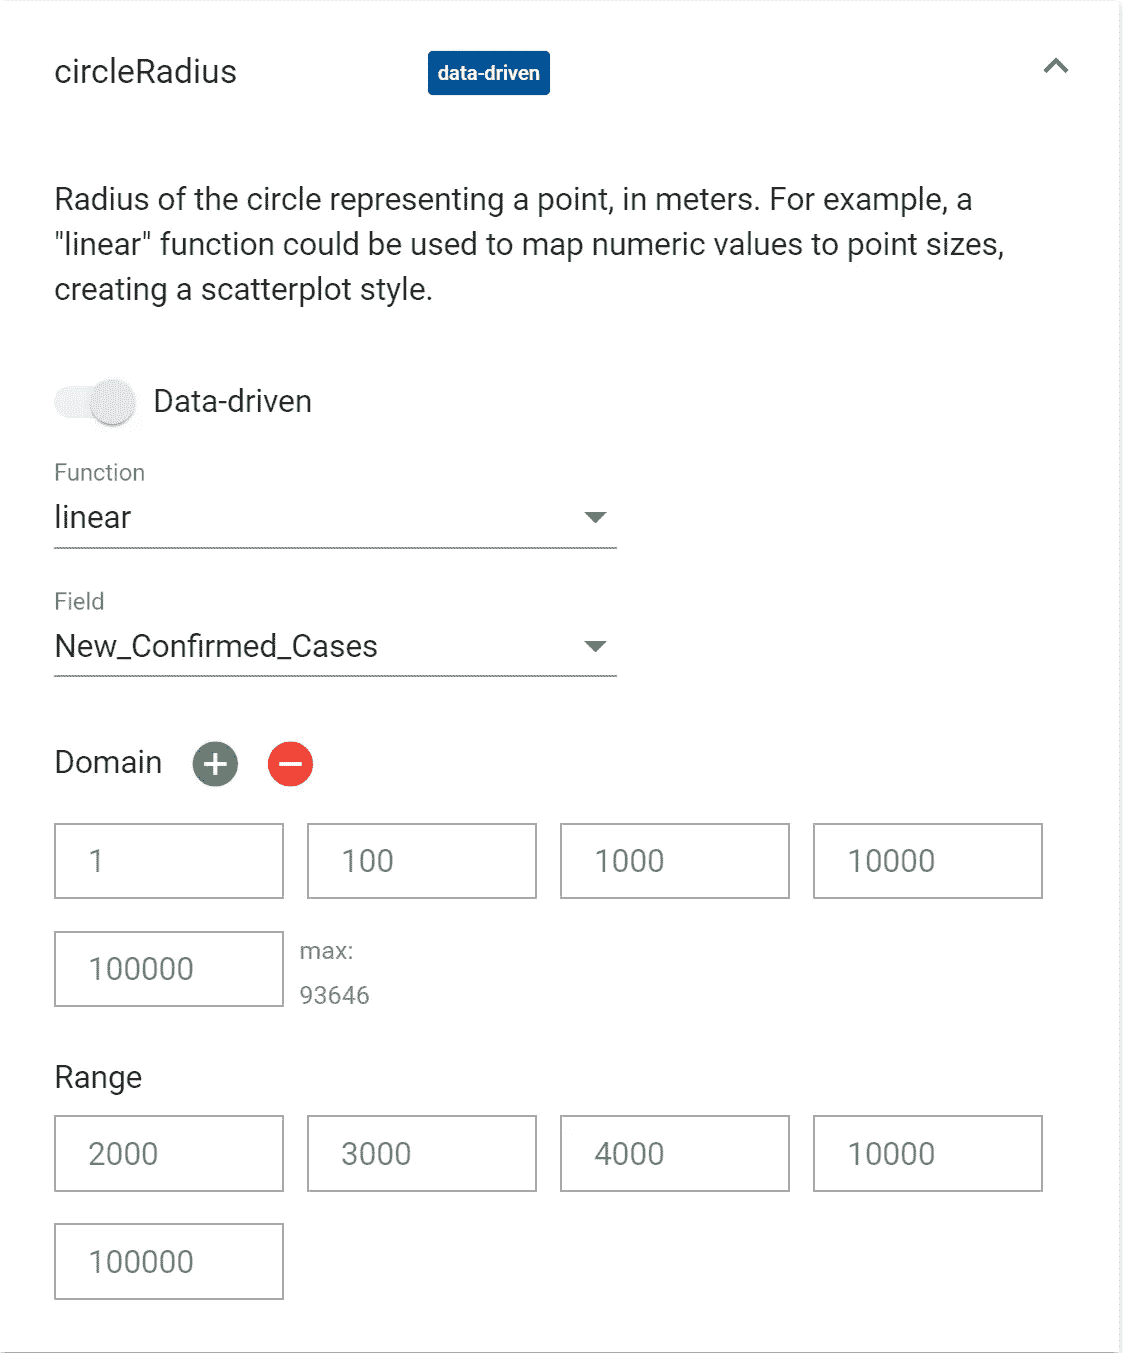 circleRadius data-driven
Radius of the circle representing a point, in meters. For example, a
"linear" function could be used to map numeric values to point sizes,
creating a scatterplot style.
Data-driven
Function
linear
Field
New_Confirmed_Cases
Domain
1 100 1000 10000
100000 max:
93646
Range
2000 3000 4000 10000
100000